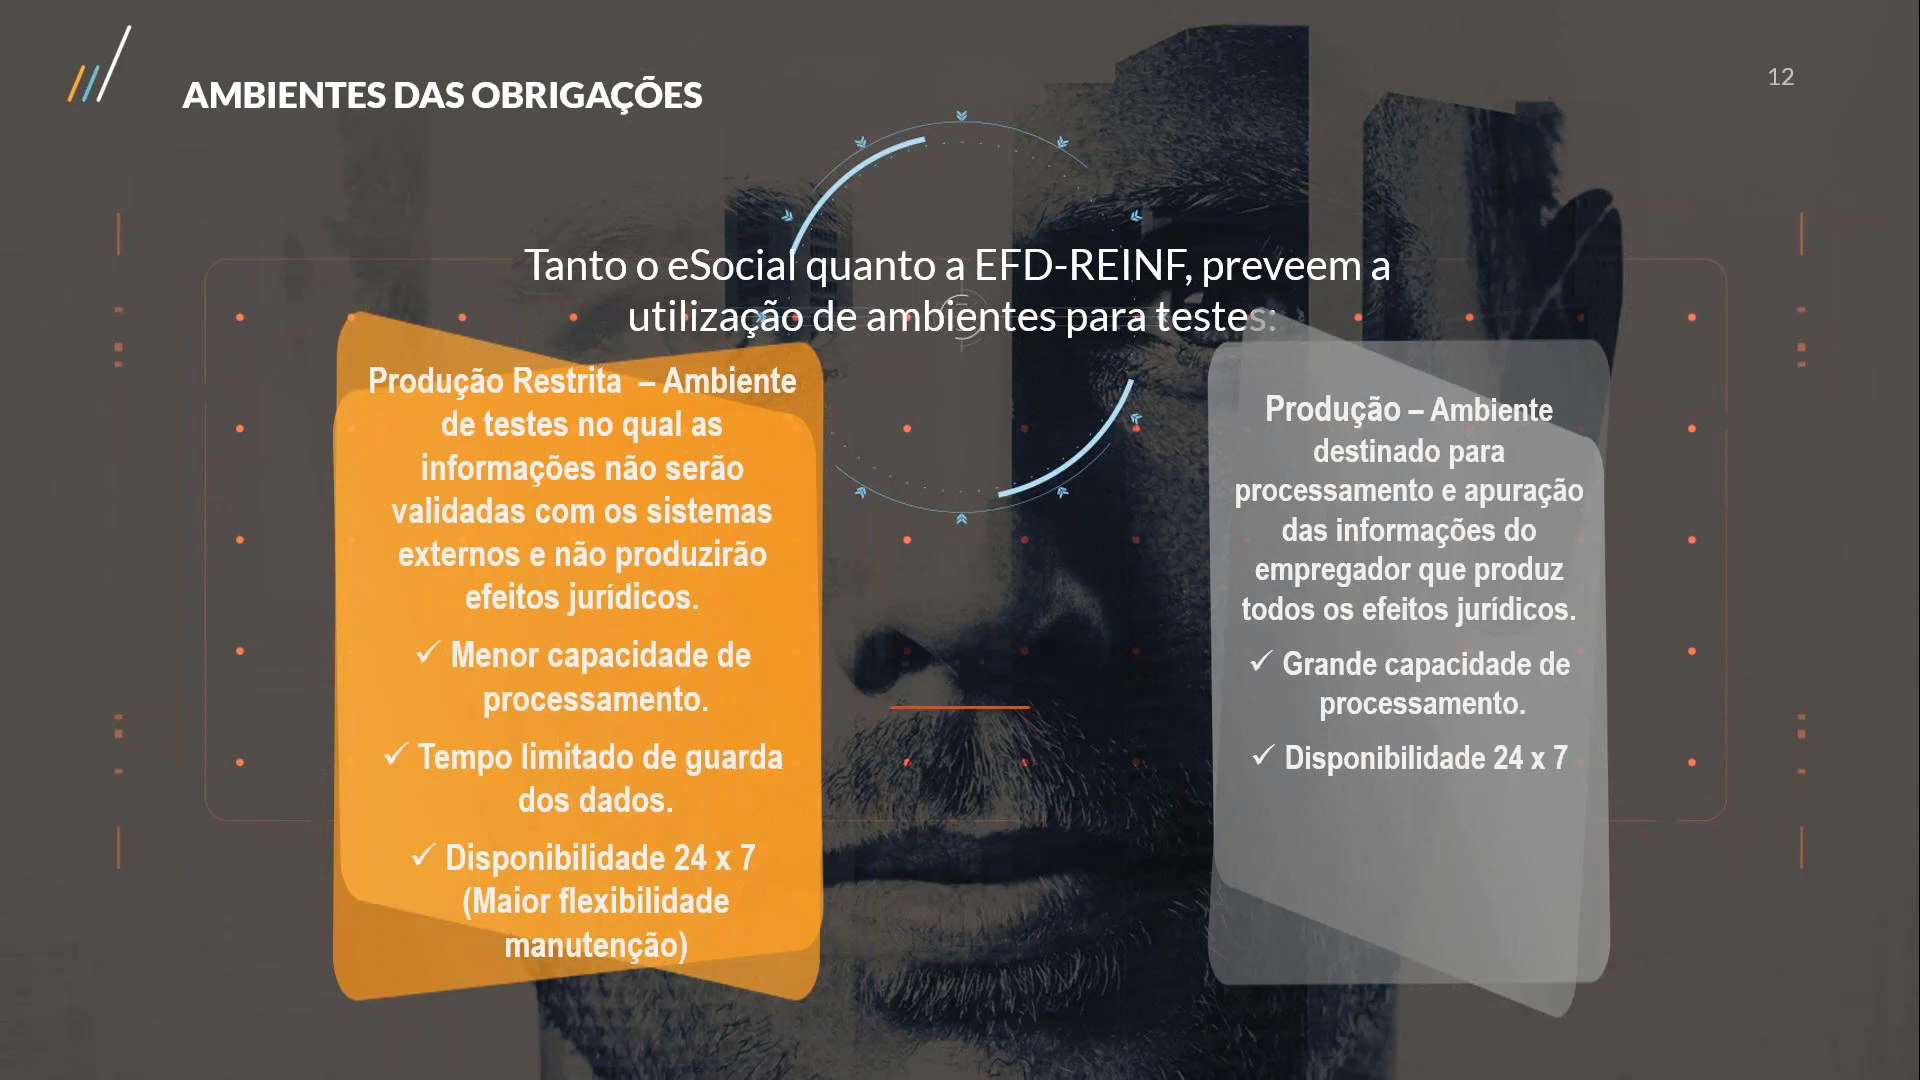 AMBIENTES DAS OBRIGAÇÕES
12
Tanto o eSocial quanto a EFD-REINF, preveem a
utilização de ambientes para testes:
Produção Restrita – Ambiente
de testes no qual as
informações não serão
validadas com os sistemas
externos e não produzirão
efeitos jurídicos.
✓ Menor capacidade de
processamento.
✓ Tempo limitado de guarda
dos dados.
✓ Disponibilidade 24 x 7
(Maior flexibilidade
manutenção)
Produção – Ambiente
destinado para
processamento e apuração
das informações do
empregador que produz
todos os efeitos jurídicos.
✓ Grande capacidade de
processamento.
✓ Disponibilidade 24 x 7